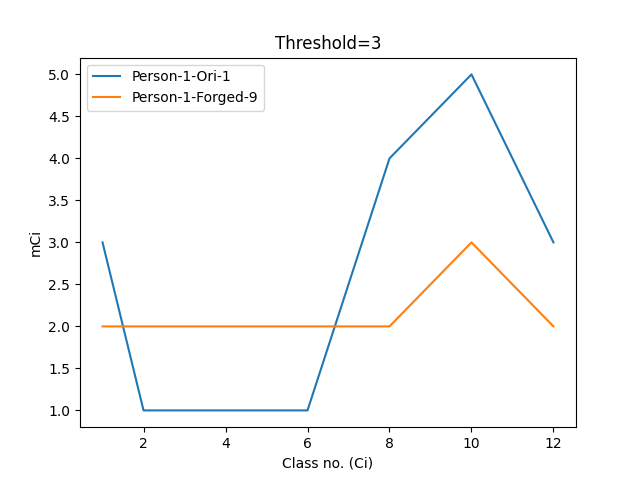 Threshold=3
Person-1-Ori-1
Person-1-Forged-9
5.0
4.5
4.0
3.5
3.0
2.5
2.0
1.5
1.0
mCi
2 4 6 8 10 12
Class no. (Ci)